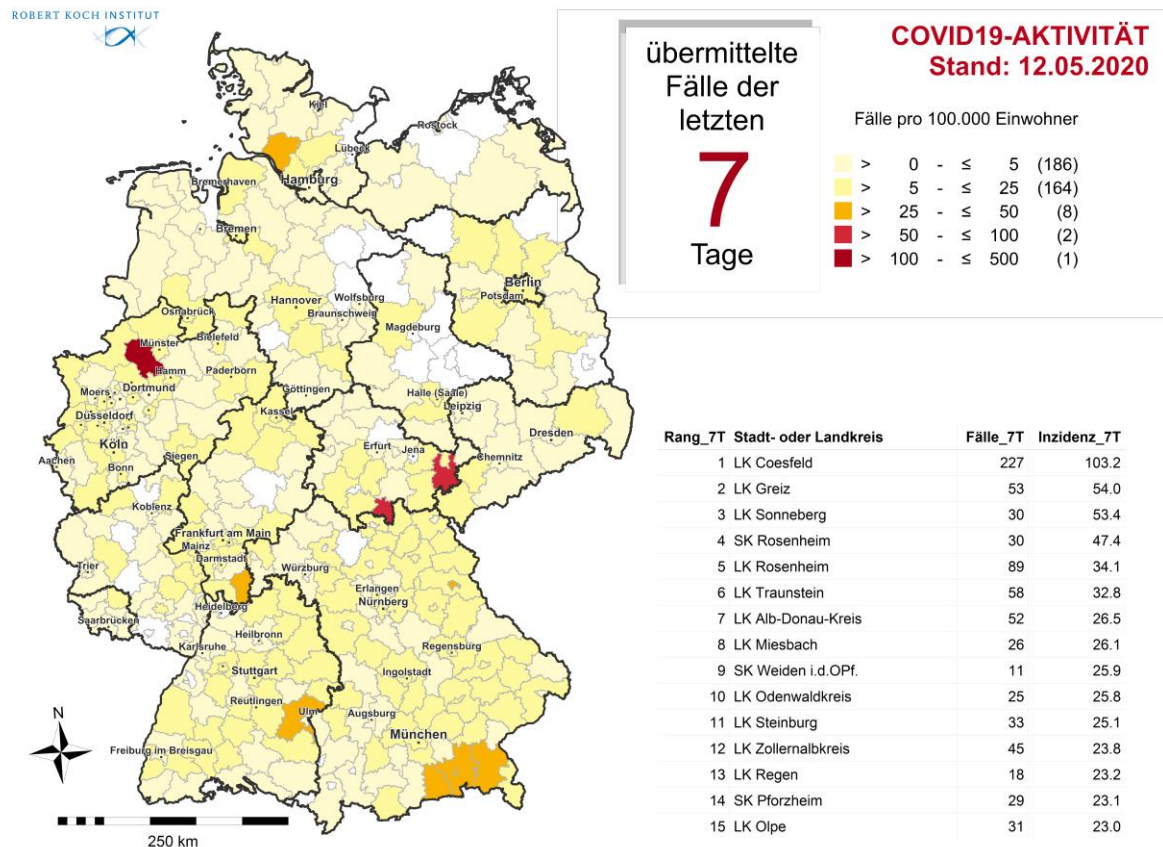 ROBERT KOCH INSTITUT
übermittelte
Fälle der
letzten
7
Tage
COVID19-AKTIVITÄT
Stand: 12.05.2020
Fälle pro 100.000 Einwohner
> 0 - ≤ 5 (186)
> 5 - ≤ 25 (164)
> 25 - ≤ 50 (8)
> 50 - ≤ 100 (2)
> 100 - ≤ 500 (1)
Kiel
Rostock
Lübeck
Hamburg
Bremerhaven
Bremen
Berlin
Potsdam
Hannover
Wolfsburg
Braunschweig
Osnabrück
Magdeburg
Münster
Bielefeld
Hamm
Paderborn
Moers
Dortmund
Göttingen
Halle (Saale)
Leipzig
Düsseldorf
Kassel
Dresden
Köln
Erfurt
Jena
Siegen
Chemnitz
Aachen
Bonn
Koblenz
Frankfurt am Main
Mainz
Darmstadt
Trier
Würzburg
Erlangen
Nürnberg
Heidelberg
Saarbrücken
Heilbronn
Karlsruhe
Regensburg
Stuttgart
Ingolstadt
Reutlingen
Ulm
Augsburg
München
Freiburg im Breisgau
N
250 km
Rang_7T Stadt- oder Landkreis Fälle_7T Inzidenz_7T
1 LK Coesfeld 227 103.2
2 LK Greiz 53 54.0
3 LK Sonneberg 30 53.4
4 SK Rosenheim 30 47.4
5 LK Rosenheim 89 34.1
6 LK Traunstein 58 32.8
7 LK Alb-Donau-Kreis 52 26.5
8 LK Miesbach 26 26.1
9 SK Weiden i.d.OPf. 11 25.9
10 LK Odenwaldkreis 25 25.8
11 LK Steinburg 33 25.1
12 LK Zollernalbkreis 45 23.8
13 LK Regen 18 23.2
14 SK Pforzheim 29 23.1
15 LK Olpe 31 23.0